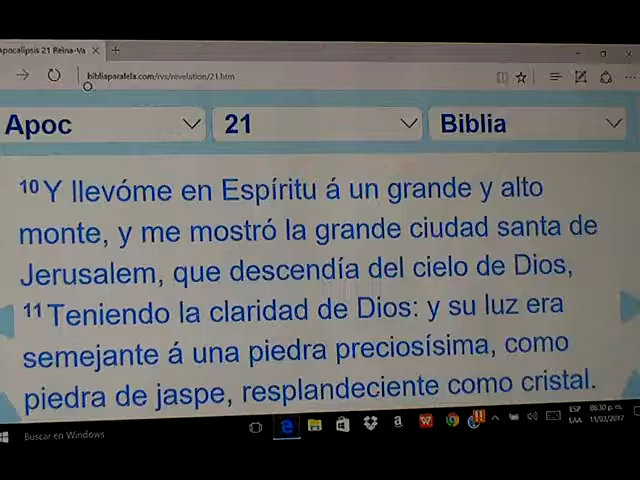 Apocalipsis 21 Reina-Va
bibliaparalela.com/rvs/revelation/21.htm
Apoc
21
Biblia
10 Y llevóme en Espíritu á un grande y alto
monte, y me mostró la grande ciudad santa de
Jerusalem, que descendía del cielo de Dios,
11 Teniendo la claridad de Dios: y su luz era
semejante á una piedra preciosísima, como
piedra de jaspe, resplandeciente como cristal.
Buscar en Windows
ESP 06:30 p. m.
LAA 11/03/2017